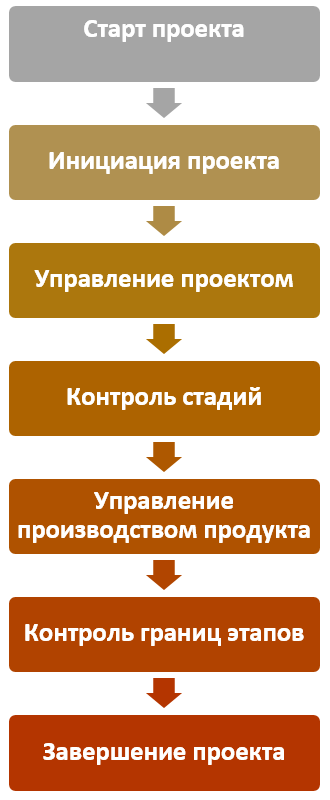 Старт проекта
Инициация проекта
Управление проектом
Контроль стадий
Управление
производством продукта
Контроль границ этапов
Завершение проекта